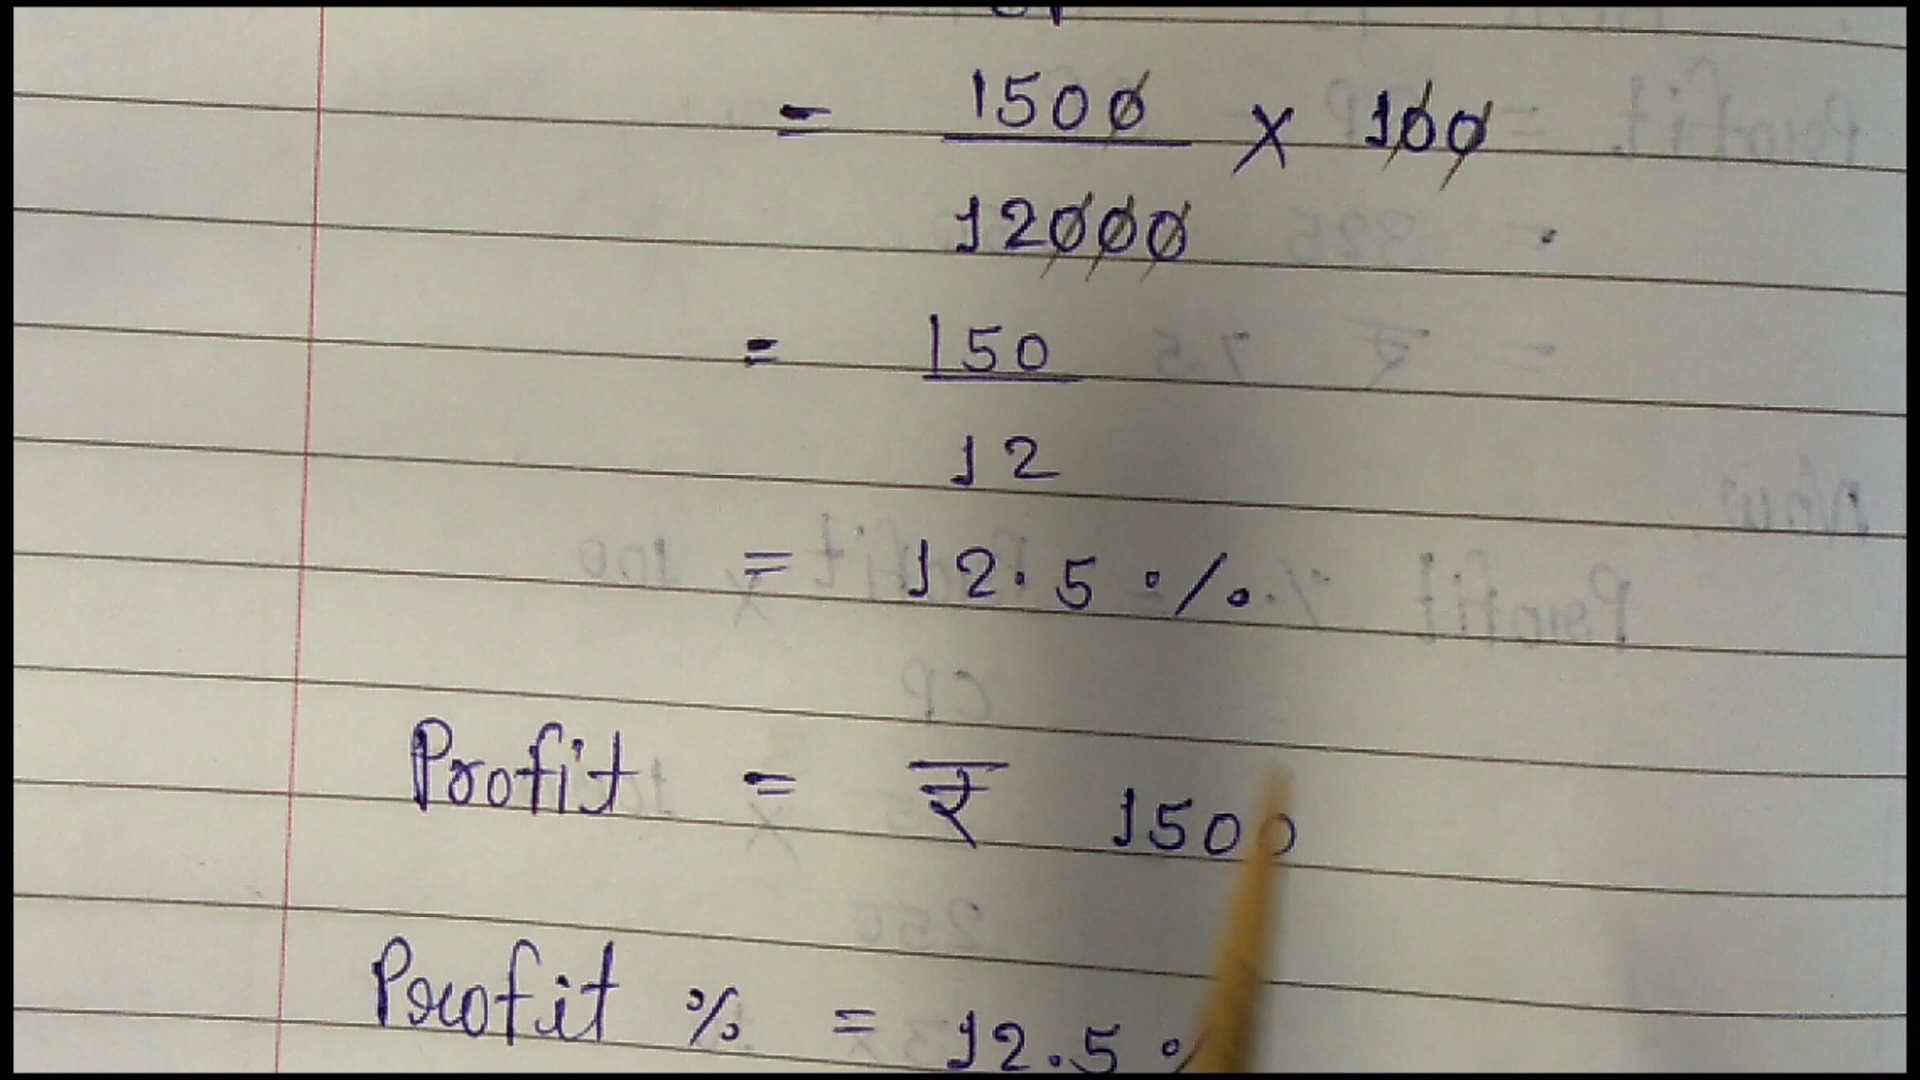 = 1500 × 100
12000
= 150
12
= 12.5 %
Profit = ₹ 1500
Profit % = 12.5 %